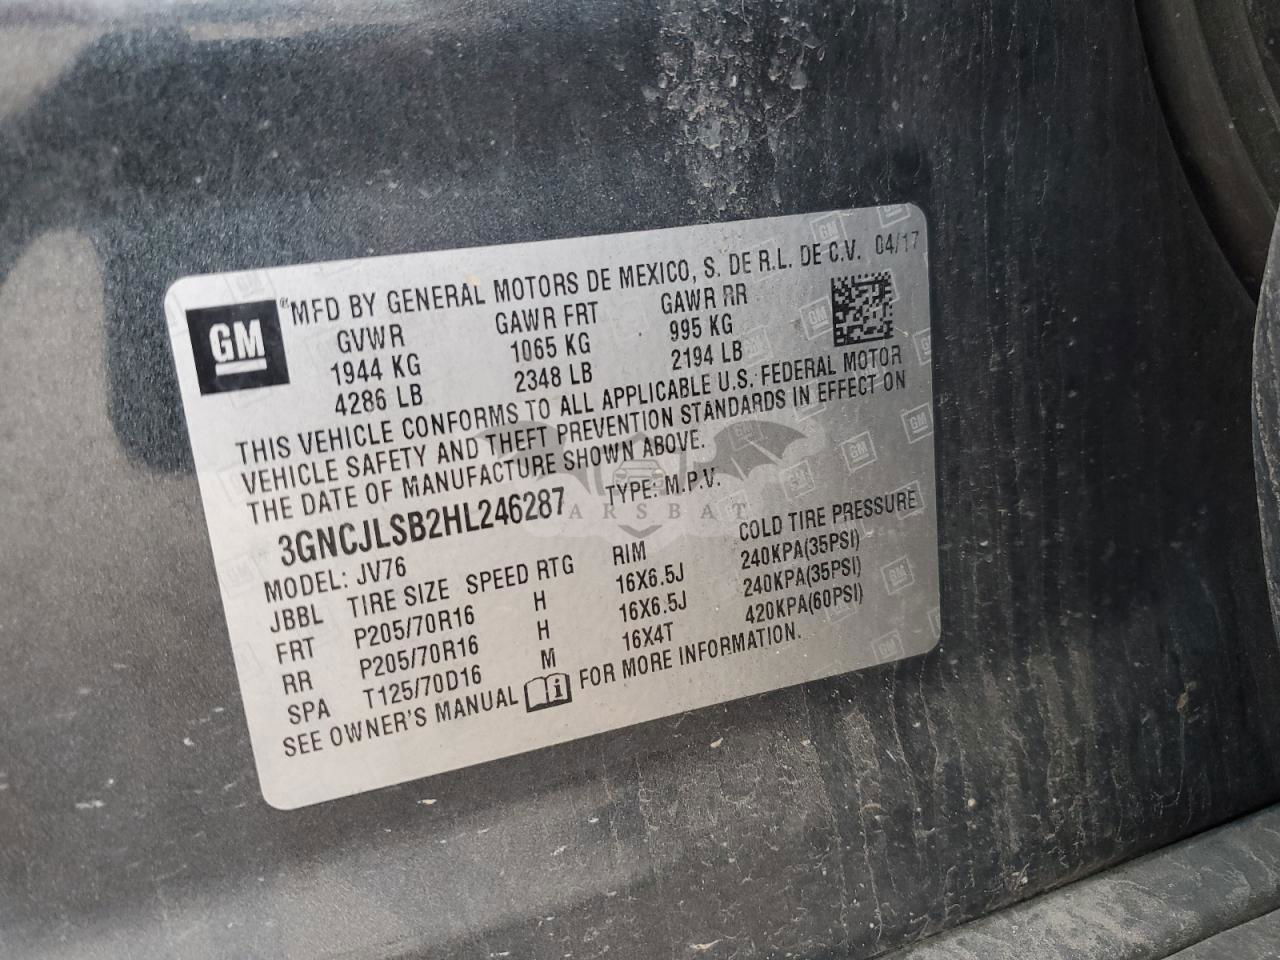 GM ® MFD BY GENERAL MOTORS DE MEXICO, S. DE R.L. DE C.V. 04/17
GVWR GAWR FRT GAWR RR
1944 KG 1065 KG 995 KG
4286 LB 2348 LB 2194 LB
THIS VEHICLE CONFORMS TO ALL APPLICABLE U.S. FEDERAL MOTOR
VEHICLE SAFETY AND THEFT PREVENTION STANDARDS IN EFFECT ON
THE DATE OF MANUFACTURE SHOWN ABOVE.
3GNCJLSB2HL246287 TYPE: M.P.V.
MODEL: JV76
JBBL TIRE SIZE SPEED RTG RIM COLD TIRE PRESSURE
FRT P205/70R16 H 16X6.5J 240KPA(35PSI)
RR P205/70R16 H 16X6.5J 240KPA(35PSI)
SPA T125/70D16 M 16X4T 420KPA(60PSI)
SEE OWNER'S MANUAL FOR MORE INFORMATION.
ARSBAT